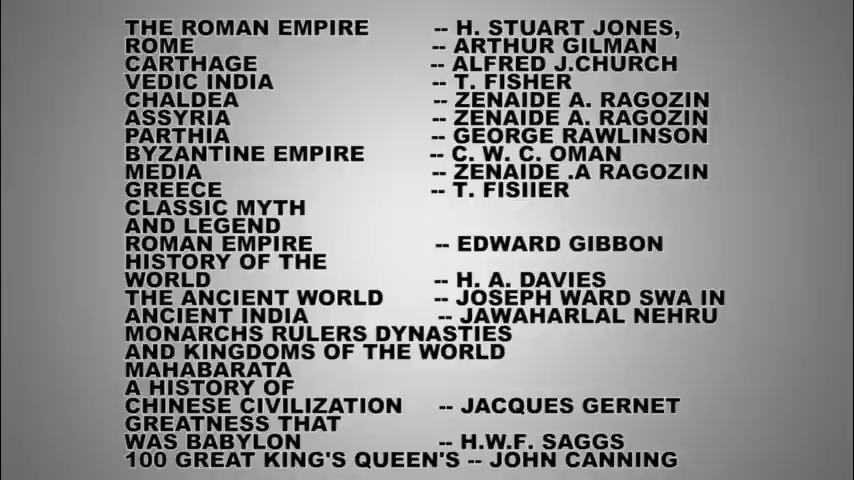 THE ROMAN EMPIRE -- H. STUART JONES,
ROME -- ARTHUR GILMAN
CARTHAGE -- ALFRED J.CHURCH
VEDIC INDIA -- T. FISHER
CHALDEA -- ZENAIDE A. RAGOZIN
ASSYRIA -- ZENAIDE A. RAGOZIN
PARTHIA -- GEORGE RAWLINSON
BYZANTINE EMPIRE -- C. W. C. OMAN
MEDIA -- ZENAIDE .A RAGOZIN
GREECE -- T. FISIIER
CLASSIC MYTH
AND LEGEND
ROMAN EMPIRE -- EDWARD GIBBON
HISTORY OF THE
WORLD -- H. A. DAVIES
THE ANCIENT WORLD -- JOSEPH WARD SWA IN
ANCIENT INDIA -- JAWAHARLAL NEHRU
MONARCHS RULERS DYNASTIES
AND KINGDOMS OF THE WORLD
MAHABARATA
A HISTORY OF
CHINESE CIVILIZATION -- JACQUES GERNET
GREATNESS THAT
WAS BABYLON -- H.W.F. SAGGS
100 GREAT KING'S QUEEN'S -- JOHN CANNING